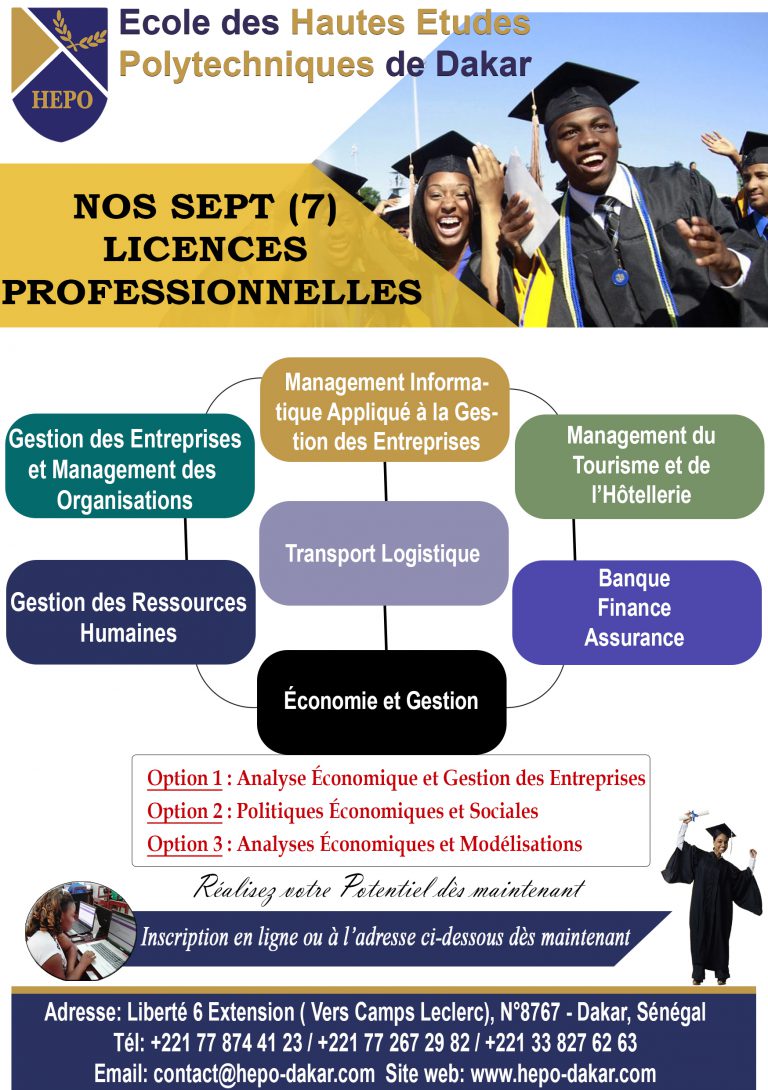 Ecole des Hautes Etudes
Polytechniques de Dakar
HEPO
NOS SEPT (7)
LICENCES
PROFESSIONNELLES
Management Informa-
tique Appliqué à la Ges-
tion des Entreprises
Gestion des Entreprises
et Management des
Organisations
Management du
Tourisme et de
l’Hôtellerie
Transport Logistique
Gestion des Ressources
Humaines
Banque
Finance
Assurance
Économie et Gestion
Option 1 : Analyse Économique et Gestion des Entreprises
Option 2 : Politiques Économiques et Sociales
Option 3 : Analyses Économiques et Modélisations
Réalisez votre Potentiel dès maintenant
Inscription en ligne ou à l’adresse ci-dessous dès maintenant
Adresse: Liberté 6 Extension ( Vers Camps Leclerc), N°8767 - Dakar, Sénégal
Tél: +221 77 874 41 23 / +221 77 267 29 82 / +221 33 827 62 63
Email: contact@hepo-dakar.com Site web: www.hepo-dakar.com